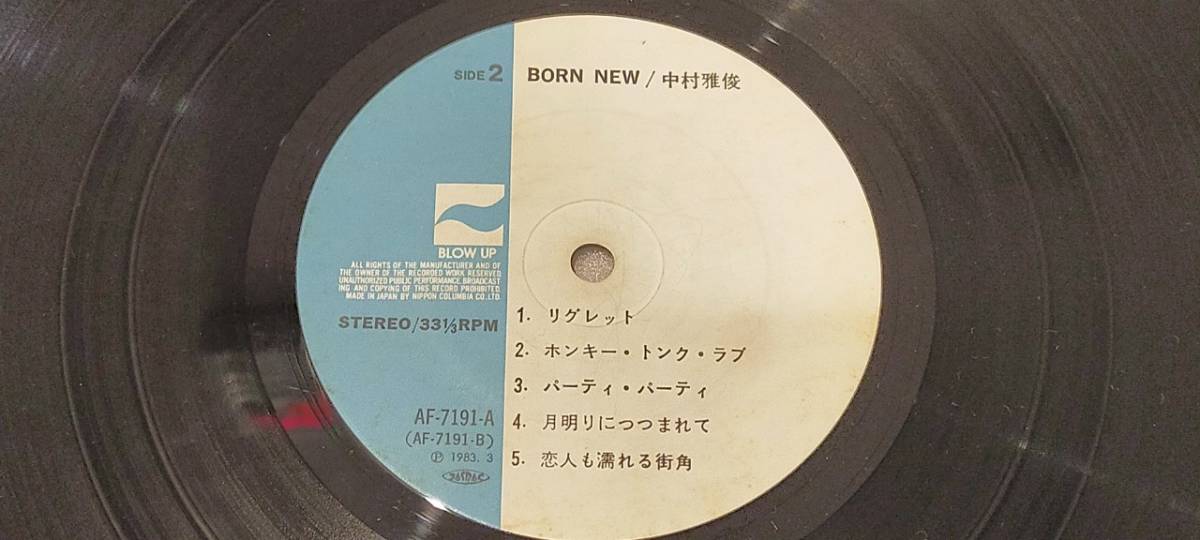 SIDE 2
BORN NEW / 中村雅俊
BLOW UP
ALL RIGHTS OF THE MANUFACTURER AND OF
THE OWNER OF THE RECORDED WORK RESERVED
UNAUTHORIZED PUBLIC PERFORMANCE. BROADCAST
ING AND COPYING OF THIS RECORD PROHIBITED.
MADE IN JAPAN BY NIPPON COLUMBIA CO., LTD.
STEREO/33 1/3 RPM
AF-7191-A
(AF-7191-B)
Ⓟ 1983. 3
1. リグレット
2. ホンキー・トンク・ラブ
3. パーティ・パーティ
4. 月明りにつつまれて
5. 恋人も濡れる街角